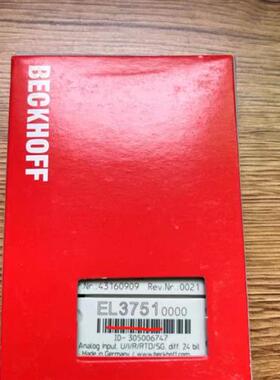 BECKHOFF
Nr.:43160909 Rev.Nr.:0021
EL3751 0000
ID- 305006747
Analog Input, U/I/R/RTD/SG, diff. 24 bit
Made in Germany / www.beckhoff.com